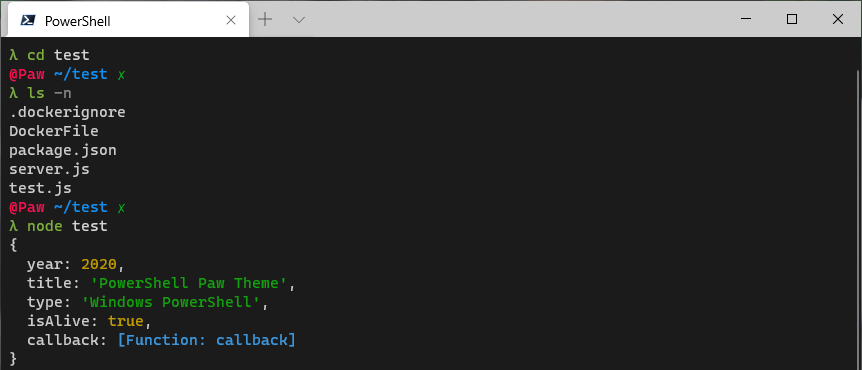 PowerShell
λ cd test
@Paw ~/test ✗
λ ls -n
.dockerignore
DockerFile
package.json
server.js
test.js
@Paw ~/test ✗
λ node test
{
  year: 2020,
  title: 'PowerShell Paw Theme',
  type: 'Windows PowerShell',
  isAlive: true,
  callback: [Function: callback]
}